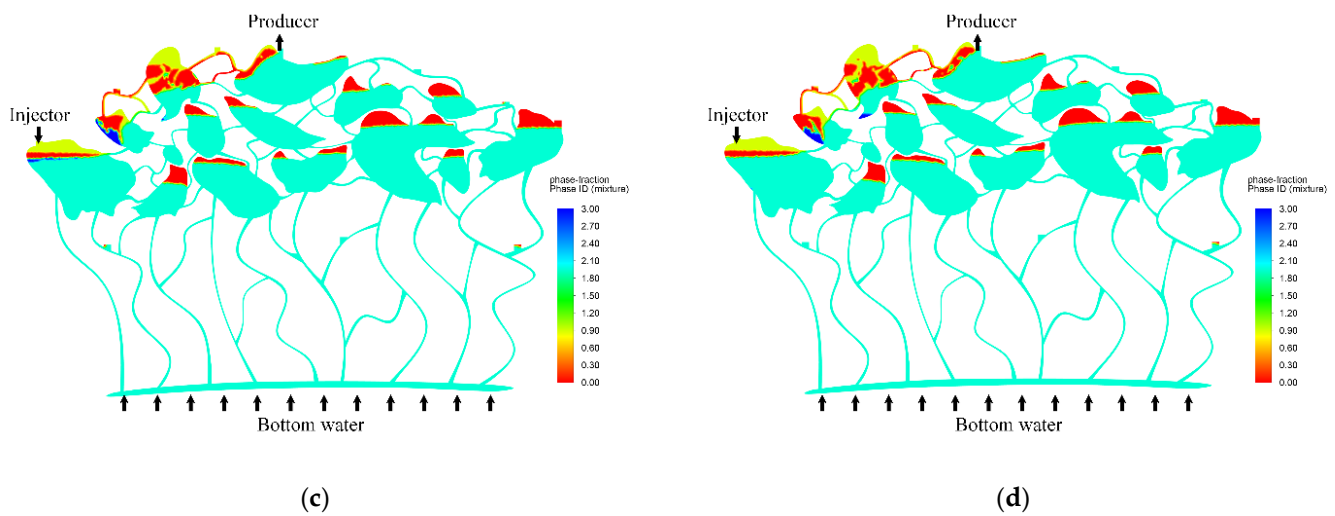 Producer
Injector
phase-fraction
Phase ID (mixture)
3.00
2.70
2.40
2.10
1.80
1.50
1.20
0.90
0.60
0.30
0.00
Bottom water
(c)
Producer
Injector
phase-fraction
Phase ID (mixture)
3.00
2.70
2.40
2.10
1.80
1.50
1.20
0.90
0.60
0.30
0.00
Bottom water
(d)